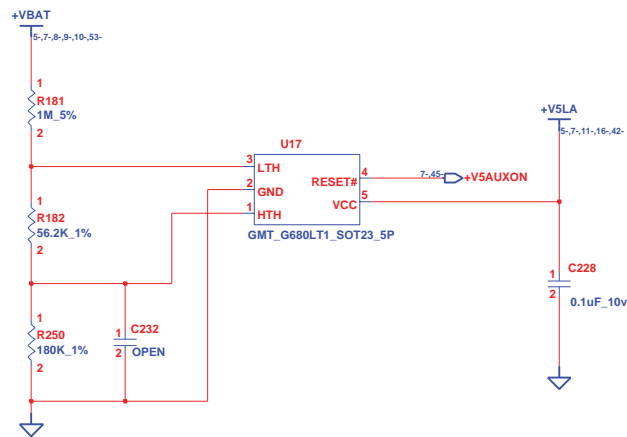 +VBAT
5-,7-,8-,9-,10-,53-
1
R181
1M_5%
2
+V5LA
5-,7-,11-,16-,42-
U17
3
LTH
4
RESET#
7-,45-
+V5AUXON
2
GND
5
VCC
1
HTH
GMT_G680LT1_SOT23_5P
1
R182
56.2K_1%
2
1
C228
2
0.1uF_10v
1
R250
180K_1%
2
1
C232
2
OPEN